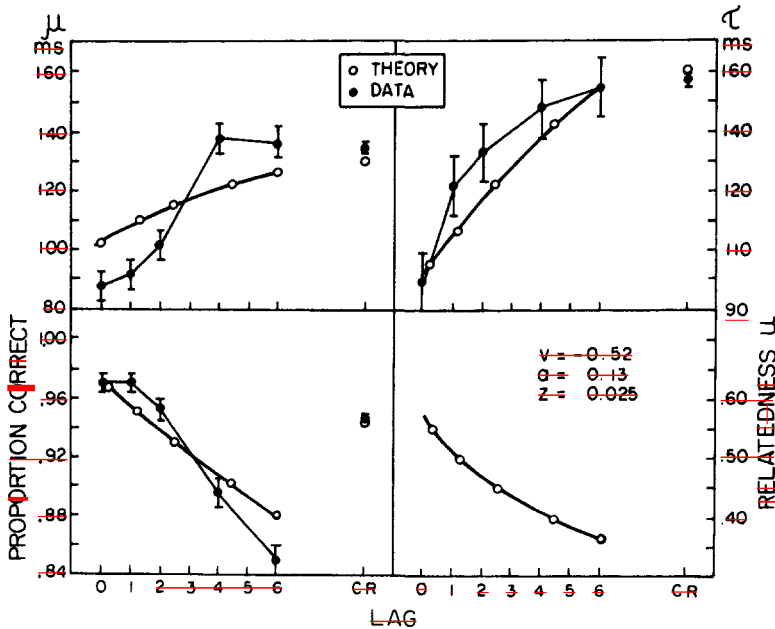 μ
ms
160
140
120
100
80
τ
ms
160
140
120
110
90
○ THEORY
● DATA
PROPORTION CORRECT
1.00
.96
.92
.88
.84
V = -0.52
a = 0.13
z = 0.025
RELATEDNESS u
.60
.50
.40
0 1 2 3 4 5 6 CR
0 1 2 3 4 5 6 CR
LAG